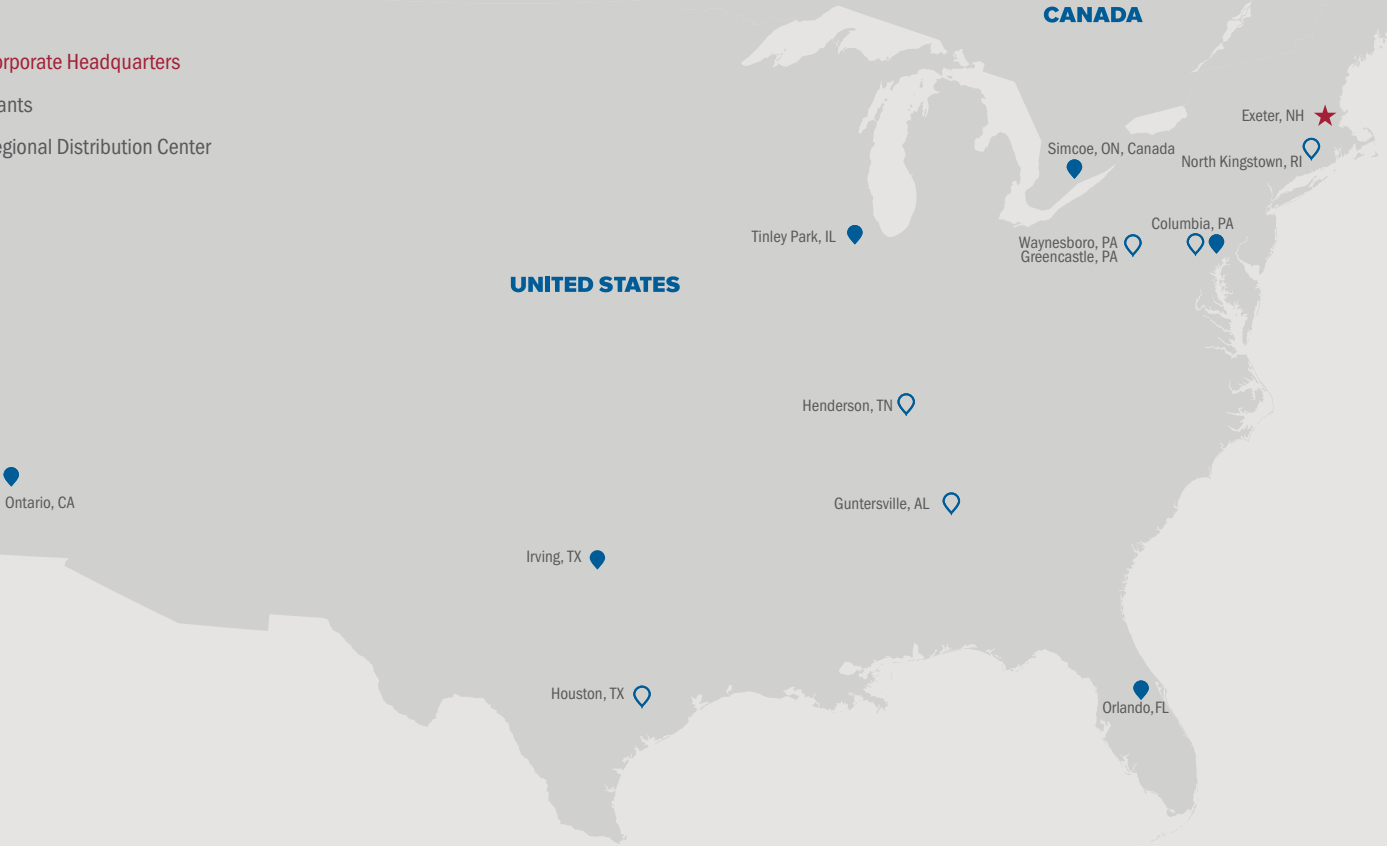 CANADA
orporate Headquarters
ants
egional Distribution Center
Exeter, NH
Simcoe, ON, Canada
North Kingstown, RI
Columbia, PA
Tinley Park, IL
Waynesboro, PA
Greencastle, PA
UNITED STATES
Henderson, TN
Ontario, CA
Guntersville, AL
Irving, TX
Houston, TX
Orlando, FL